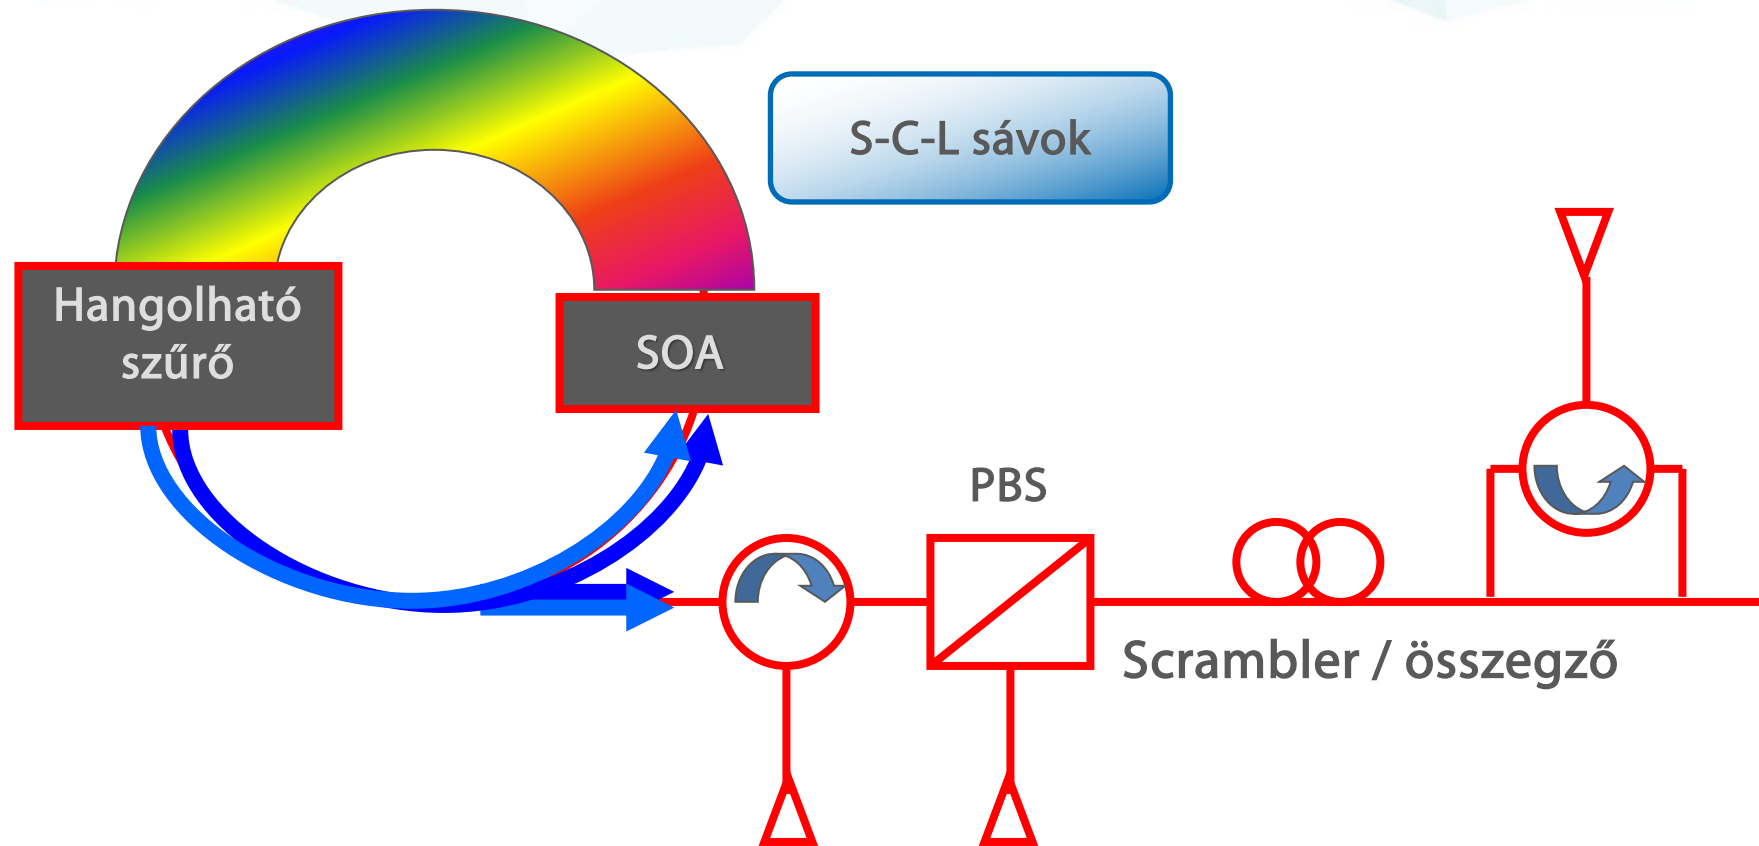 S-C-L sávok
Hangolható
szűrő
SOA
PBS
Scrambler / összegző